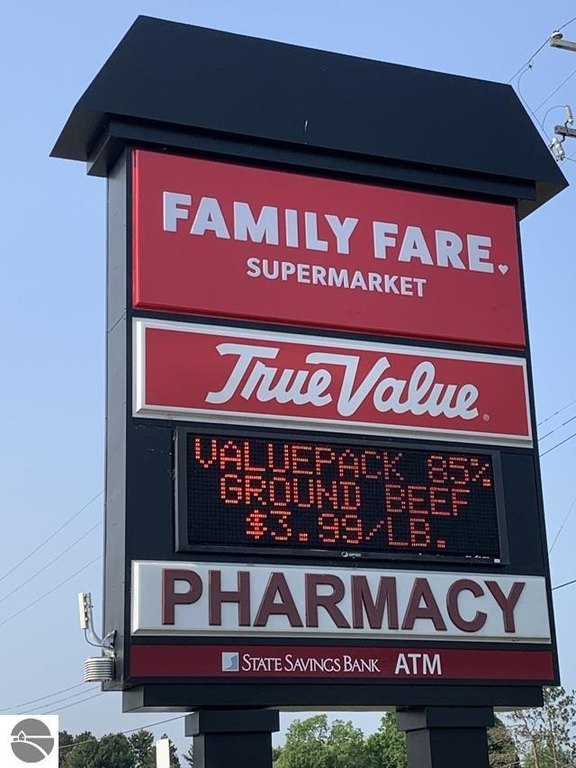 FAMILY FARE
SUPERMARKET
True Value®
VALUEPACK 85%
GROUND BEEF
$3.99/LB.
PHARMACY
STATE SAVINGS BANK ATM